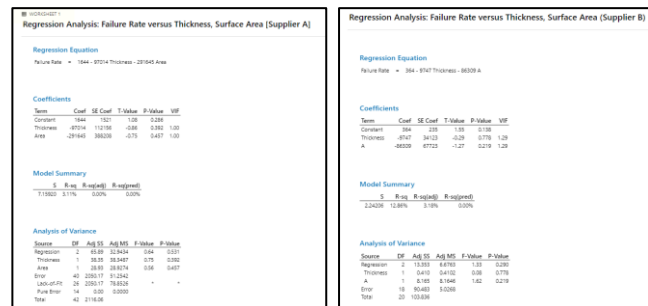 WORKSHEET 1
Regression Analysis: Failure Rate versus Thickness, Surface Area [Supplier A]
Regression Equation
Failure Rate = 1644 - 97014 Thickness - 291645 Area
Coefficients
Term Coef SE Coef T-Value P-Value VIF
Constant 1644 1521 1.08 0.286
Thickness -97014 112156 -0.86 0.392 1.00
Area -291645 388208 -0.75 0.457 1.00
Model Summary
S R-sq R-sq(adj) R-sq(pred)
7.15920 3.11% 0.00% 0.00%
Analysis of Variance
Source DF Adj SS Adj MS F-Value P-Value
Regression 2 65.89 32.9434 0.64 0.531
Thickness 1 38.35 38.3467 0.75 0.392
Area 1 28.93 28.9274 0.56 0.457
Error 40 2050.17 51.2542
Lack-of-Fit 26 2050.17 78.8526 * *
Pure Error 14 0.00 0.0000
Total 42 2116.06
Regression Analysis: Failure Rate versus Thickness, Surface Area (Supplier B)
Regression Equation
Failure Rate = 364 - 9747 Thickness - 86309 A
Coefficients
Term Coef SE Coef T-Value P-Value VIF
Constant 364 235 1.55 0.138
Thickness -9747 34123 -0.29 0.778 1.29
A -86309 67723 -1.27 0.219 1.29
Model Summary
S R-sq R-sq(adj) R-sq(pred)
2.24206 12.86% 3.18% 0.00%
Analysis of Variance
Source DF Adj SS Adj MS F-Value P-Value
Regression 2 13.353 6.6763 1.33 0.290
Thickness 1 0.410 0.4102 0.08 0.778
A 1 8.165 8.1646 1.62 0.219
Error 18 90.483 5.0268
Total 20 103.836